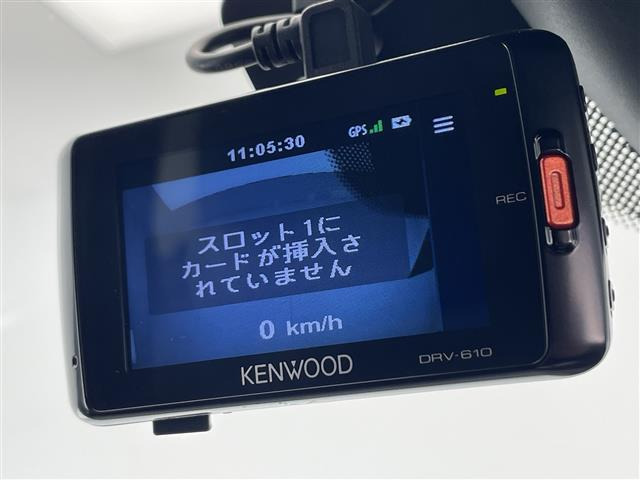 11:05:30 GPS
REC
スロット1に
カードが挿入さ
れていません
0 km/h
KENWOOD DRV-610